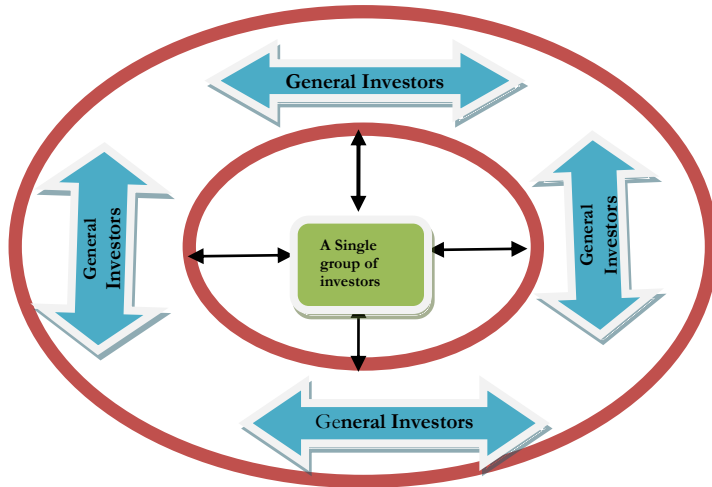 General Investors
General
Investors
A Single
group of
investors
General
Investors
General Investors